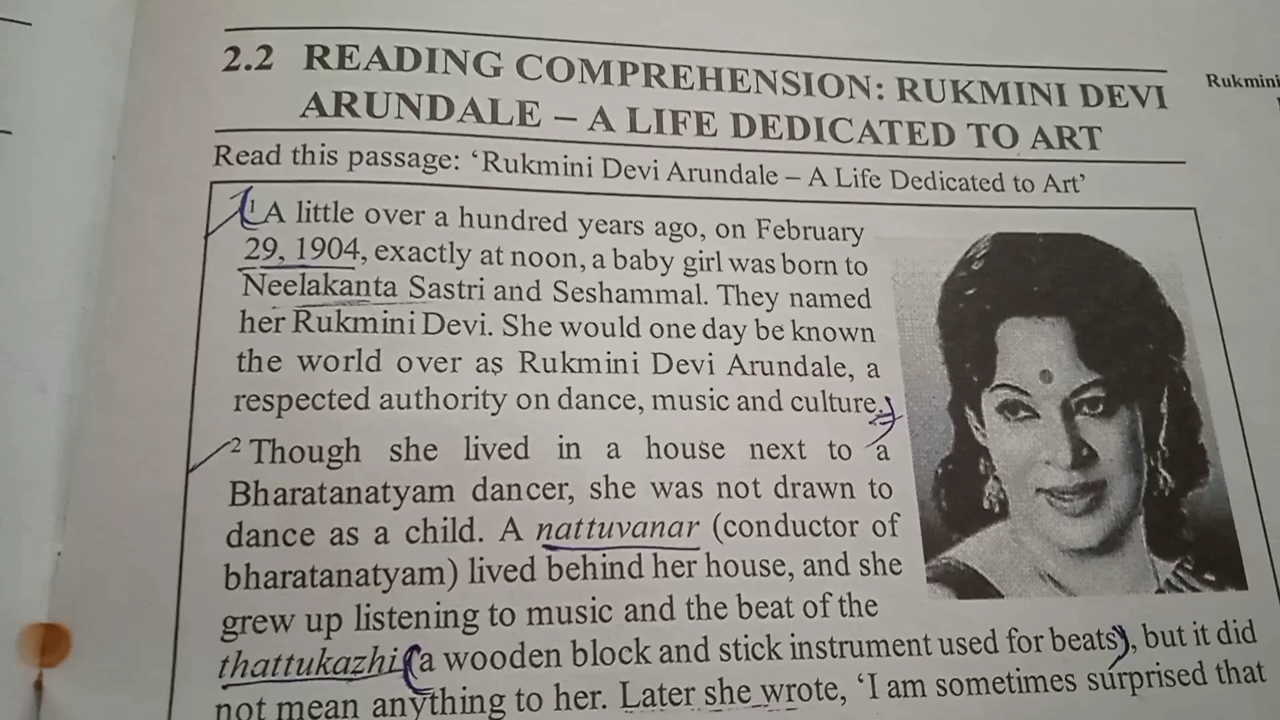 2.2 READING COMPREHENSION: RUKMINI DEVI
ARUNDALE – A LIFE DEDICATED TO ART
Rukmini
Read this passage: ‘Rukmini Devi Arundale – A Life Dedicated to Art’
1 A little over a hundred years ago, on February
29, 1904, exactly at noon, a baby girl was born to
Neelakanta Sastri and Seshammal. They named
her Rukmini Devi. She would one day be known
the world over as Rukmini Devi Arundale, a
respected authority on dance, music and culture.
2 Though she lived in a house next to a
Bharatanatyam dancer, she was not drawn to
dance as a child. A nattuvanar (conductor of
bharatanatyam) lived behind her house, and she
grew up listening to music and the beat of the
thattukazhi (a wooden block and stick instrument used for beats), but it did
not mean anything to her. Later she wrote, ‘I am sometimes surprised that